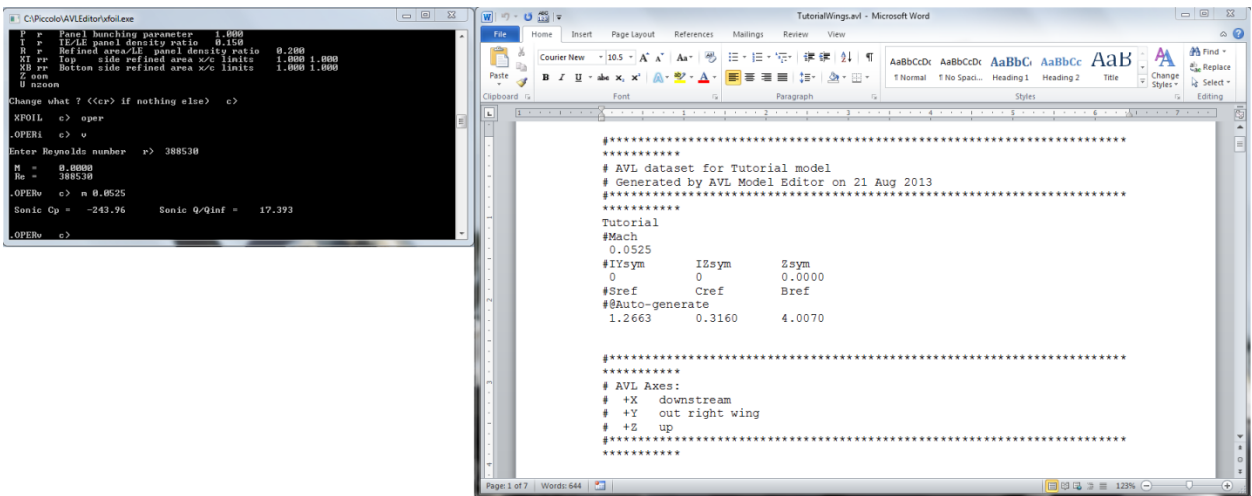 C:\Piccolo\AVLEditor\xfoil.exe
P r Panel bunching parameter 1.000
T r TE/LE panel density ratio 0.150
R r Refined area/LE panel density ratio 0.200
XT rr Top side refined area x/c limits 1.000 1.000
XB rr Bottom side refined area x/c limits 1.000 1.000
Z oom
U nzoom
Change what ? (<cr> if nothing else) c>
XFOIL c> oper
.OPERi c> v
Enter Reynolds number r> 388530
M = 0.0000
Re = 388530
.OPERv c> m 0.0525
Sonic Cp = -243.96 Sonic Q/Qinf = 17.393
.OPERv c>
TutorialWings.avl - Microsoft Word
File Home Insert Page Layout References Mailings Review View
Paste
Courier New 10.5
AaBbCcDc AaBbCcDc AaBbCc AaBbCc AaB
¶ Normal ¶ No Spaci... Heading 1 Heading 2 Title
Change Styles
Find
Replace
Select
Clipboard Font Paragraph Styles Editing
#*******************************************************************
***********
# AVL dataset for Tutorial model
# Generated by AVL Model Editor on 21 Aug 2013
#*******************************************************************
***********
Tutorial
#Mach
0.0525
#IYsym IZsym Zsym
0 0 0.0000
#Sref Cref Bref
#@Auto-generate
1.2663 0.3160 4.0070
#*******************************************************************
***********
# AVL Axes:
# +X downstream
# +Y out right wing
# +Z up
#*******************************************************************
***********
Page: 1 of 7 Words: 644 123%